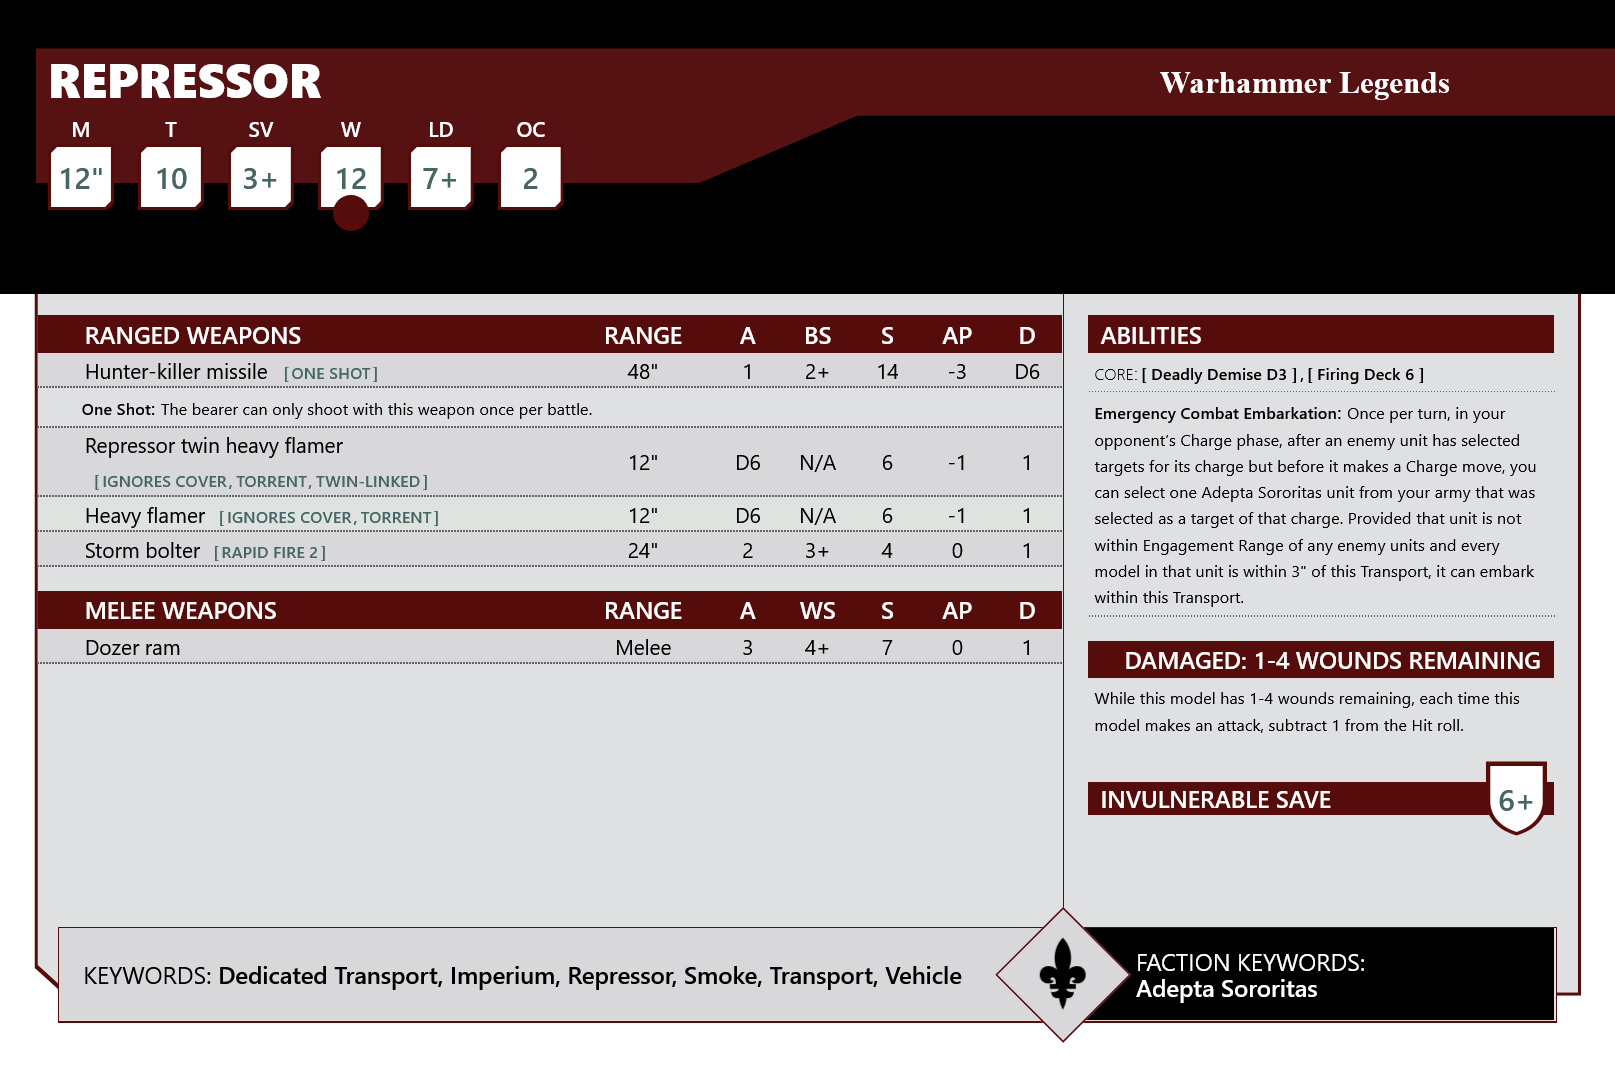 REPRESSOR
Warhammer Legends
M T SV W LD OC
12" 10 3+ 12 7+ 2
RANGED WEAPONS RANGE A BS S AP D
Hunter-killer missile [ONE SHOT] 48" 1 2+ 14 -3 D6
One Shot: The bearer can only shoot with this weapon once per battle.
Repressor twin heavy flamer
[IGNORES COVER, TORRENT, TWIN-LINKED] 12" D6 N/A 6 -1 1
Heavy flamer [IGNORES COVER, TORRENT] 12" D6 N/A 6 -1 1
Storm bolter [RAPID FIRE 2] 24" 2 3+ 4 0 1
MELEE WEAPONS RANGE A WS S AP D
Dozer ram Melee 3 4+ 7 0 1
ABILITIES
CORE: [ Deadly Demise D3 ] , [ Firing Deck 6 ]
Emergency Combat Embarkation: Once per turn, in your
opponent's Charge phase, after an enemy unit has selected
targets for its charge but before it makes a Charge move, you
can select one Adepta Sororitas unit from your army that was
selected as a target of that charge. Provided that unit is not
within Engagement Range of any enemy units and every
model in that unit is within 3" of this Transport, it can embark
within this Transport.
DAMAGED: 1-4 WOUNDS REMAINING
While this model has 1-4 wounds remaining, each time this
model makes an attack, subtract 1 from the Hit roll.
INVULNERABLE SAVE 6+
KEYWORDS: Dedicated Transport, Imperium, Repressor, Smoke, Transport, Vehicle
FACTION KEYWORDS:
Adepta Sororitas